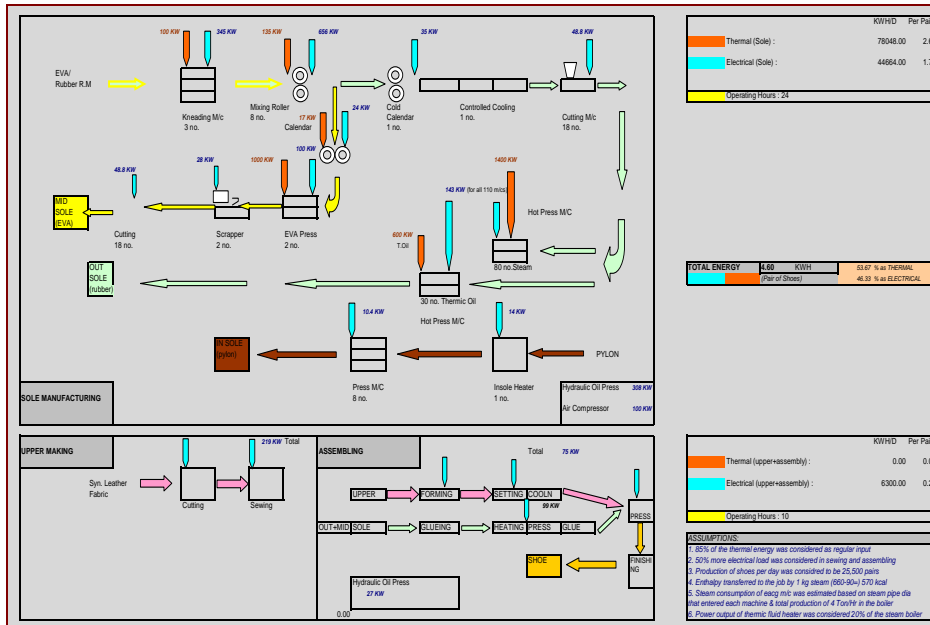 100 KW
345 KW
135 KW
656 KW
35 KW
48.8 KW
EVA/
Rubber R.M
Kneading M/c
3 no.
Mixing Roller
8 no.
Calendar
17 KW
24 KW
Cold
Calendar
1 no.
Controlled Cooling
1 no.
Cutting M/c
18 no.
48.8 KW
28 KW
1000 KW
100 KW
MID
SOLE
(EVA)
Cutting
18 no.
Scrapper
2 no.
EVA Press
2 no.
1400 KW
143 KW (for all 110 m/cs)
Hot Press M/C
600 KW
T.Oil
80 no.Steam
OUT
SOLE
(rubber)
30 no. Thermic Oil
Hot Press M/C
10.4 KW
14 KW
IN SOLE
(pylon)
PYLON
Press M/C
8 no.
Insole Heater
1 no.
Hydraulic Oil Press 308 KW
Air Compressor 100 KW
SOLE MANUFACTURING
KWH/D Per Pai
Thermal (Sole) : 78048.00
Electrical (Sole) : 44664.00 1.7
Operating Hours : 24
TOTAL ENERGY 4.60 KWH 53.67 % as THERMAL
(Pair of Shoes) 46.33 % as ELECTRICAL
UPPER MAKING
219 KW Total
Syn. Leather
Fabric
Cutting
Sewing
ASSEMBLING
Total 75 KW
UPPER FORMING SETTING COOLN
99 KW
PRESS
OUT+MID SOLE GLUEING HEATING PRESS GLUE
SHOE
FINISHI
NG
Hydraulic Oil Press
27 KW
0.00
KWH/D Per Pai
Thermal (upper+assembly) : 0.00 0.0
Electrical (upper+assembly) : 6300.00 0.2
Operating Hours : 10
ASSUMPTIONS:
1. 85% of the thermal energy was considered as regular input
2. 50% more electrical load was considered in sewing and assembling
3. Production of shoes per day was considred to be 25,500 pairs
4. Enthalpy transferred to the job by 1 kg steam (660-90=) 570 kcal
5. Steam consumption of eacg m/c was estimated based on steam pipe dia
that entered each machine & total production of 4 Ton/Hr in the boiler
6. Power output of thermic fluid heater was considered 20% of the steam boiler